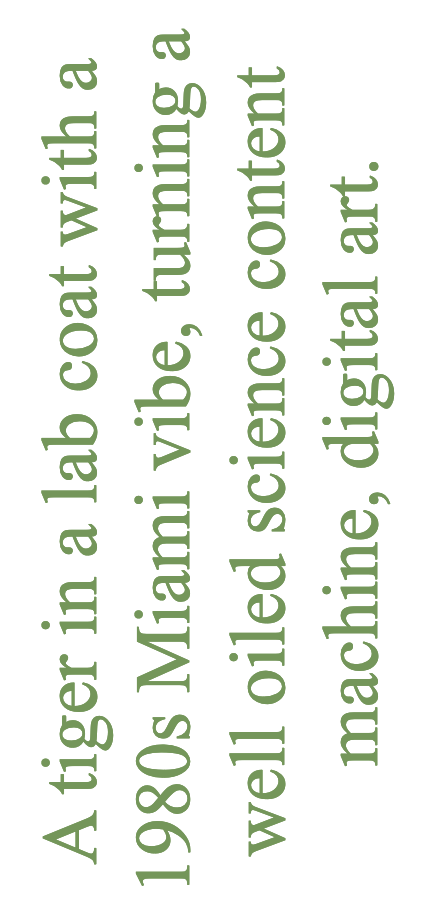 A tiger in a lab coat with a
1980s Miami vibe, turning a
well oiled science content
machine, digital art.